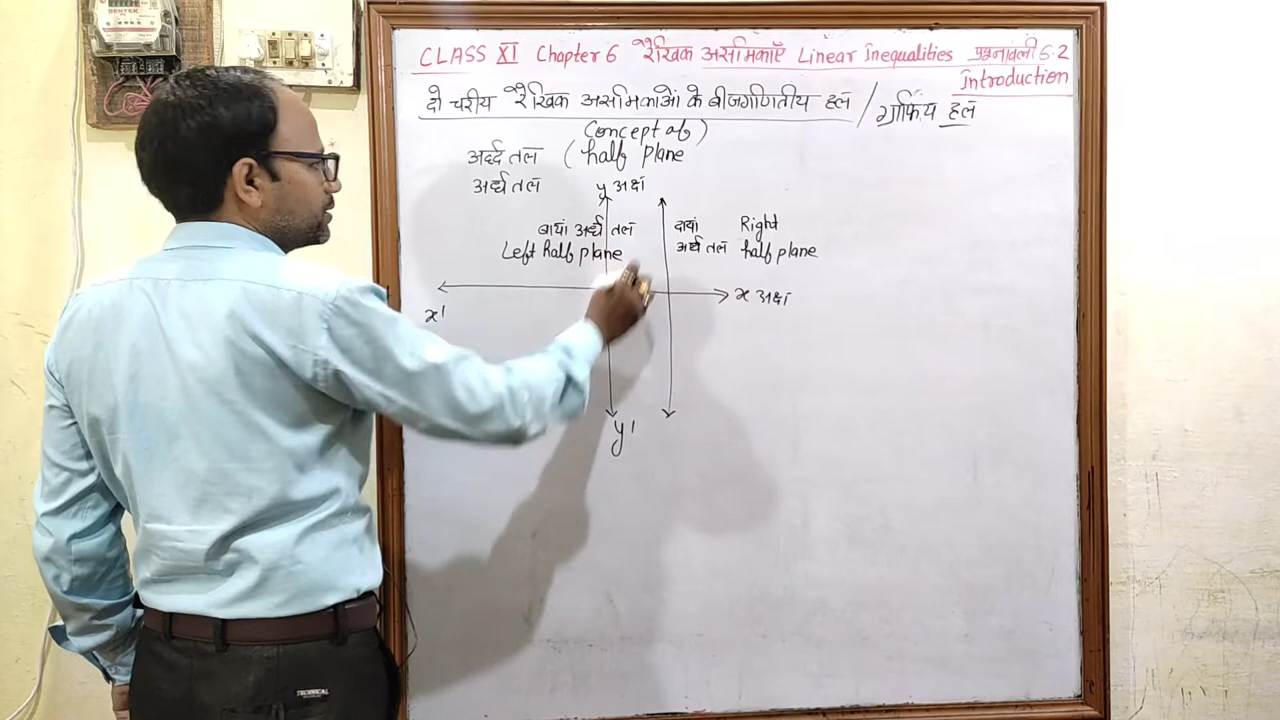 CLASS XI Chapter 6 रैखिक असमिकाएँ Linear Inequalities प्रश्नावली 6.2
Introduction
दो चरीय रैखिक असमिकाओं के बीजगणितीय हल / ग्राफिय हल
Concept of
अर्द्ध तल ( half plane )
अर्ध तल
y अक्ष
बायां अर्ध तल
Left half plane
दायां Right
अर्ध तल half plane
x अक्ष
x'
y'
TECHNICAL